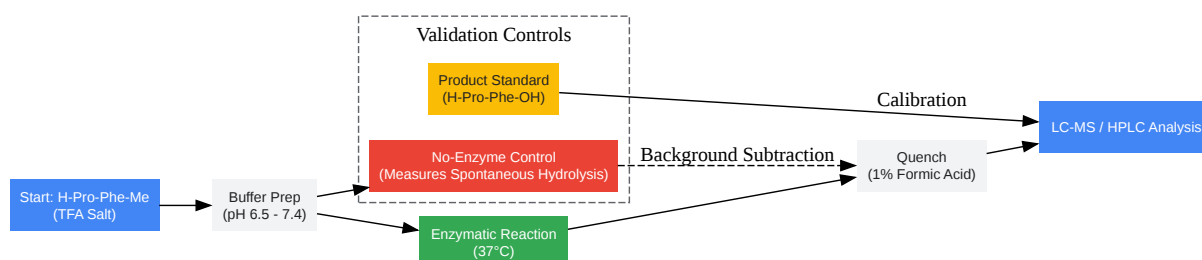 Validation Controls
Product Standard
(H-Pro-Phe-OH)
Calibration
LC-MS / HPLC Analysis
No-Enzyme Control
(Measures Spontaneous Hydrolysis)
Background Subtraction
Quench
(1% Formic Acid)
Start: H-Pro-Phe-Me
(TFA Salt)
Buffer Prep
(pH 6.5 - 7.4)
Enzymatic Reaction
(37°C)